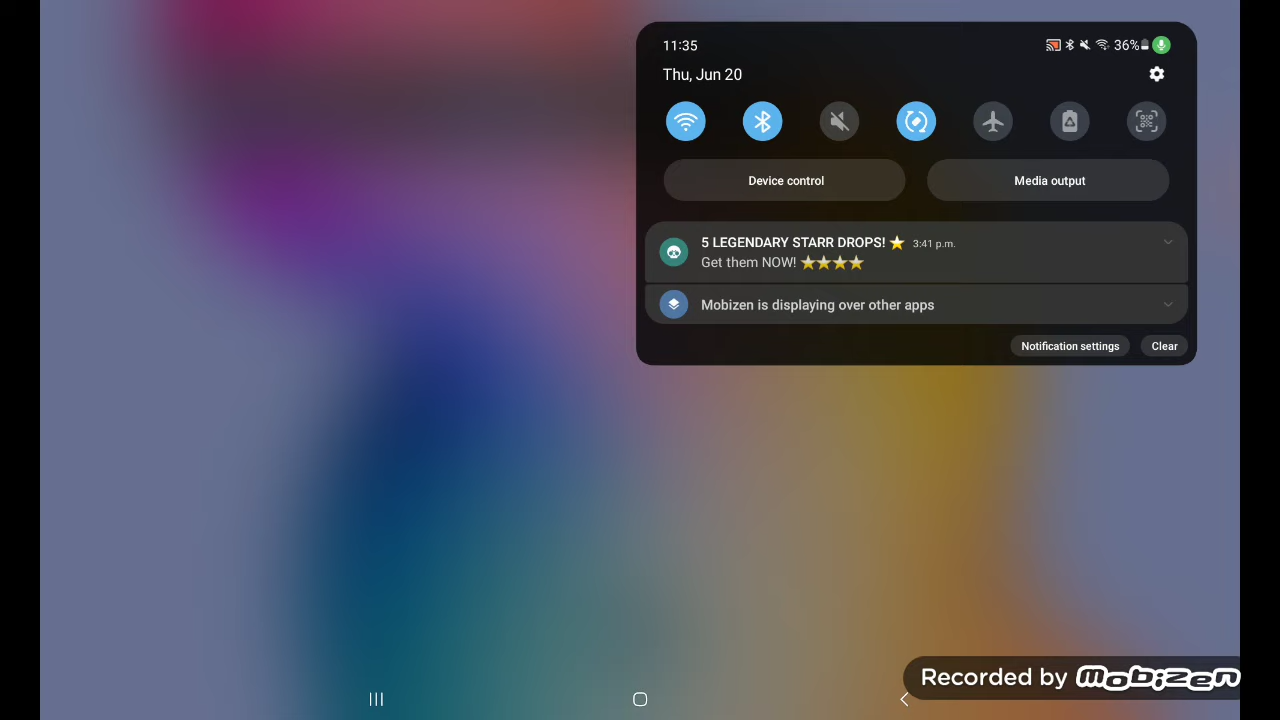 11:35
36%
Thu, Jun 20
Device control
Media output
5 LEGENDARY STARR DROPS! ⭐ 3:41 p.m.
Get them NOW! ⭐⭐⭐⭐
Mobizen is displaying over other apps
Notification settings
Clear
Recorded by mobizen